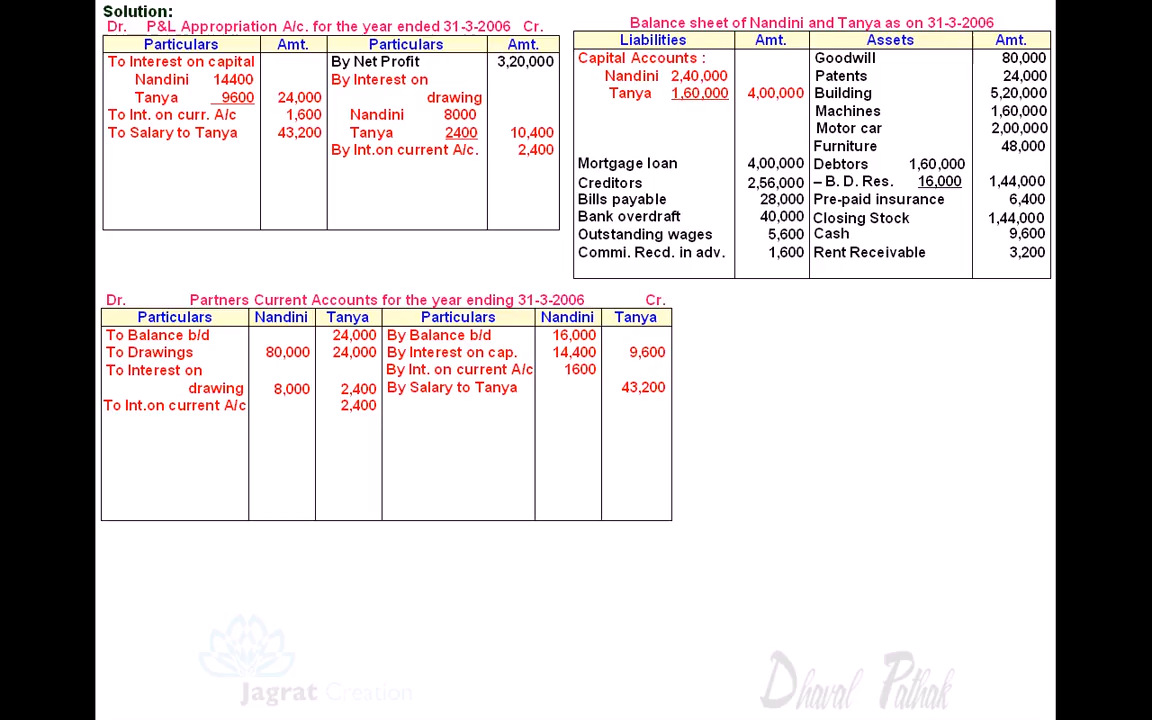 Solution:
Dr. P&L Appropriation A/c. for the year ended 31-3-2006 Cr.
Particulars Amt. Particulars Amt.
To Interest on capital By Net Profit 3,20,000
Nandini 14400 By Interest on
Tanya 9600 24,000 drawing
To Int. on curr. A/c 1,600 Nandini 8000
To Salary to Tanya 43,200 Tanya 2400 10,400
By Int.on current A/c. 2,400
Balance sheet of Nandini and Tanya as on 31-3-2006
Liabilities Amt. Assets Amt.
Capital Accounts : Goodwill 80,000
Nandini 2,40,000 Patents 24,000
Tanya 1,60,000 4,00,000 Building 5,20,000
Machines 1,60,000
Motor car 2,00,000
Furniture 48,000
Mortgage loan 4,00,000 Debtors 1,60,000
Creditors 2,56,000 – B. D. Res. 16,000 1,44,000
Bills payable 28,000 Pre-paid insurance 6,400
Bank overdraft 40,000 Closing Stock 1,44,000
Outstanding wages 5,600 Cash 9,600
Commi. Recd. in adv. 1,600 Rent Receivable 3,200
Dr. Partners Current Accounts for the year ending 31-3-2006 Cr.
Particulars Nandini Tanya Particulars Nandini Tanya
To Balance b/d 24,000 By Balance b/d 16,000
To Drawings 80,000 24,000 By Interest on cap. 14,400 9,600
To Interest on By Int. on current A/c 1600
drawing 8,000 2,400 By Salary to Tanya 43,200
To Int.on current A/c 2,400
Jagrat Creation
Dhaval Pathak